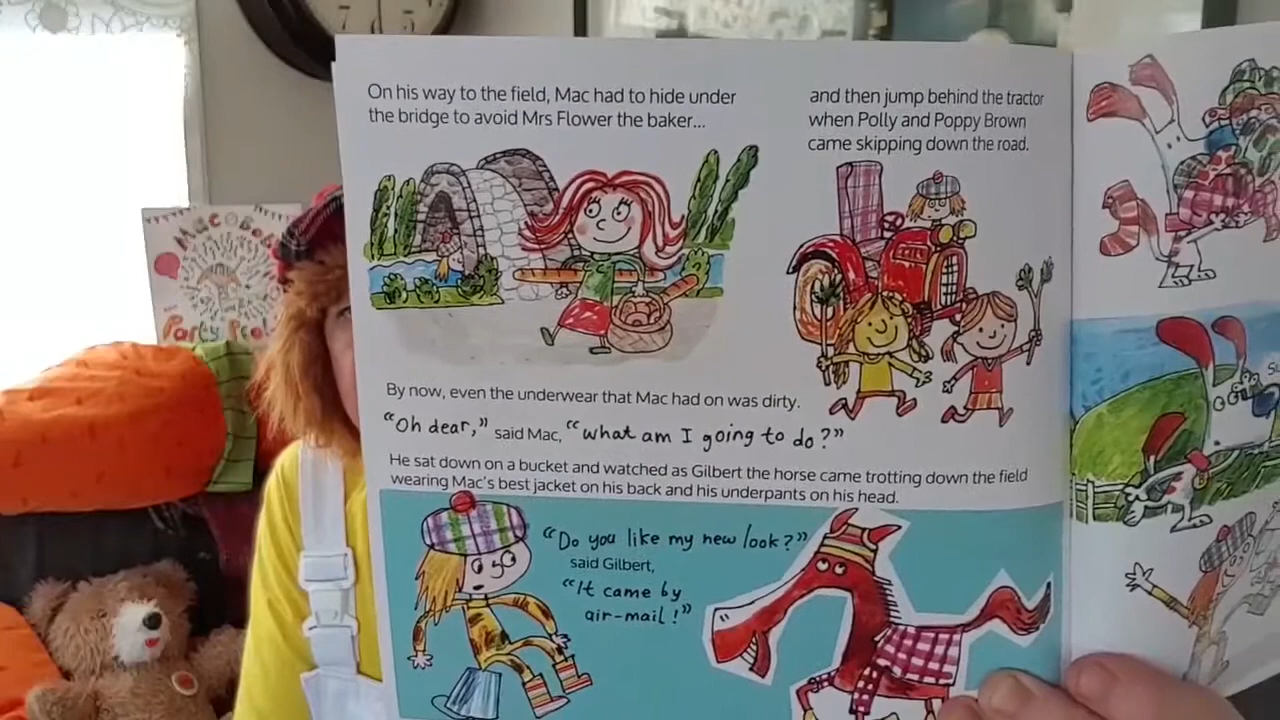 On his way to the field, Mac had to hide under
the bridge to avoid Mrs Flower the baker...
and then jump behind the tractor
when Polly and Poppy Brown
came skipping down the road.
By now, even the underwear that Mac had on was dirty.
“Oh dear,” said Mac, “what am I going to do?”
He sat down on a bucket and watched as Gilbert the horse came trotting down the field
wearing Mac's best jacket on his back and his underpants on his head.
“Do you like my new look?”
said Gilbert,
“It came by
air-mail!”
Mac
Party
7
5